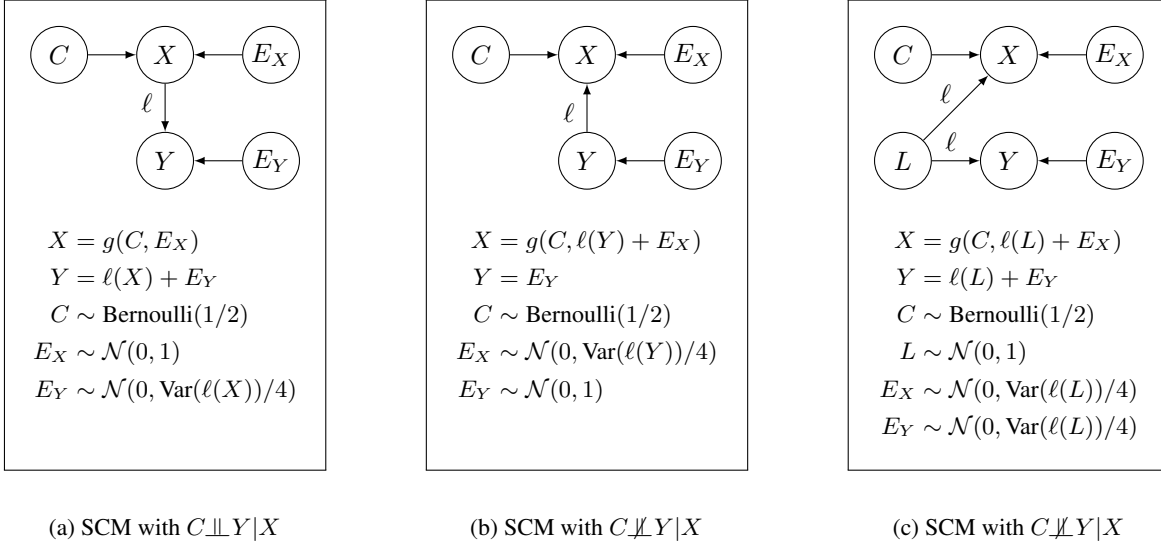 C X E_X
ℓ
Y E_Y
X = g(C, E_X)
Y = ℓ(X) + E_Y
C ∼ Bernoulli(1/2)
E_X ∼ 𝒩(0, 1)
E_Y ∼ 𝒩(0, Var(ℓ(X))/4)
(a) SCM with C ⫫ Y|X
C X E_X
ℓ
Y E_Y
X = g(C, ℓ(Y) + E_X)
Y = E_Y
C ∼ Bernoulli(1/2)
E_X ∼ 𝒩(0, Var(ℓ(Y))/4)
E_Y ∼ 𝒩(0, 1)
(b) SCM with C ⫫̸ Y|X
C X E_X
ℓ
ℓ
L Y E_Y
X = g(C, ℓ(L) + E_X)
Y = ℓ(L) + E_Y
C ∼ Bernoulli(1/2)
L ∼ 𝒩(0, 1)
E_X ∼ 𝒩(0, Var(ℓ(L))/4)
E_Y ∼ 𝒩(0, Var(ℓ(L))/4)
(c) SCM with C ⫫̸ Y|X